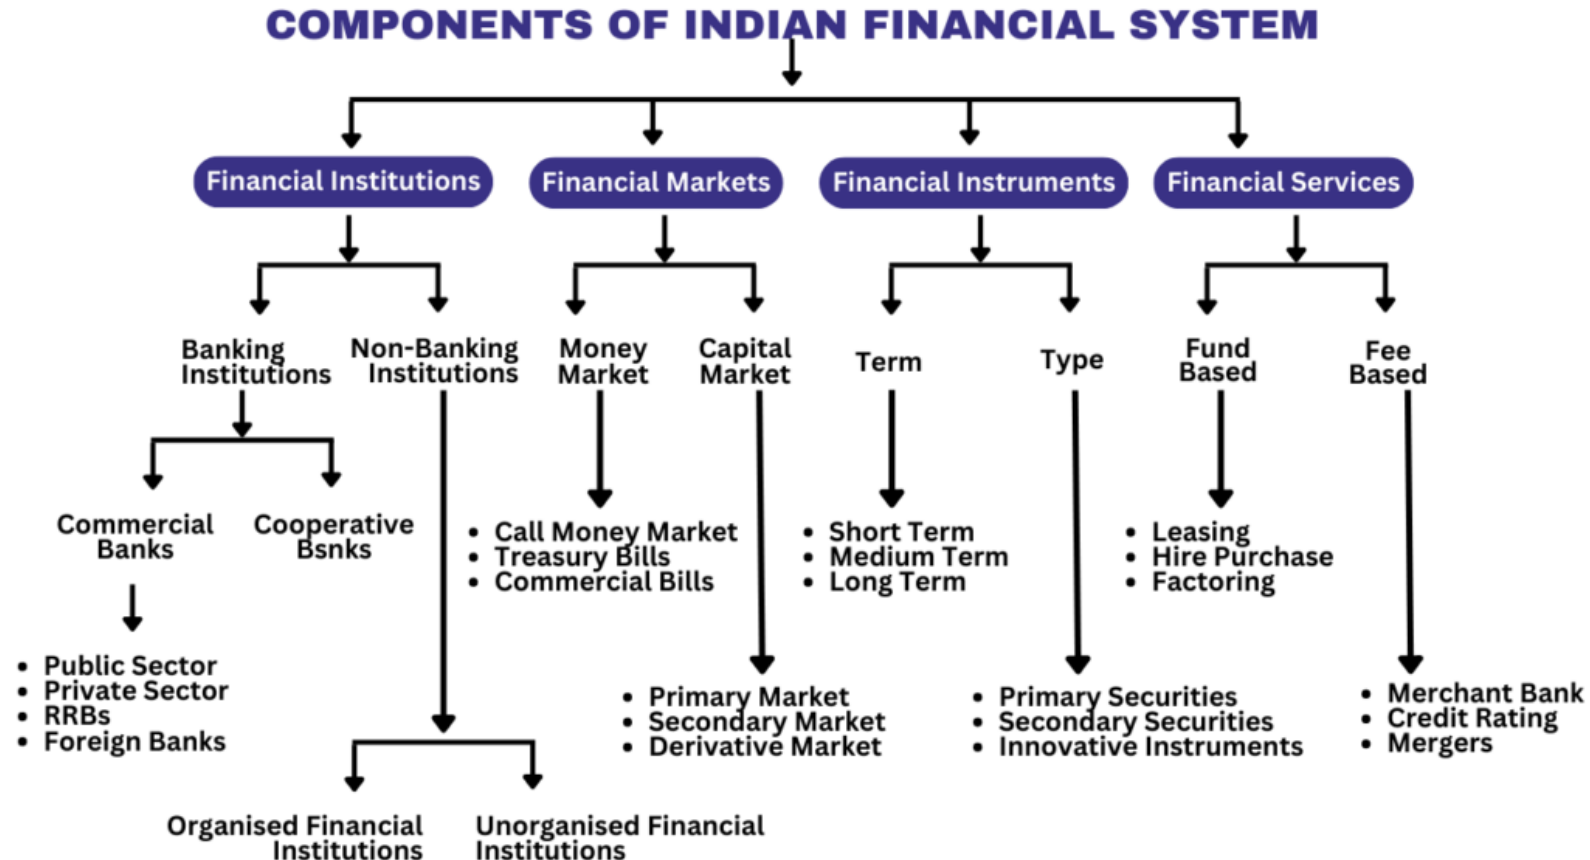 COMPONENTS OF INDIAN FINANCIAL SYSTEM
Financial Institutions
Financial Markets
Financial Instruments
Financial Services
Banking
Institutions
Non-Banking
Institutions
Money
Market
Capital
Market
Term
Type
Fund
Based
Fee
Based
Commercial
Banks
Cooperative
Bsnks
• Call Money Market
• Treasury Bills
• Commercial Bills
• Short Term
• Medium Term
• Long Term
• Leasing
• Hire Purchase
• Factoring
• Public Sector
• Private Sector
• RRBs
• Foreign Banks
• Primary Market
• Secondary Market
• Derivative Market
• Primary Securities
• Secondary Securities
• Innovative Instruments
• Merchant Bank
• Credit Rating
• Mergers
Organised Financial
Institutions
Unorganised Financial
Institutions